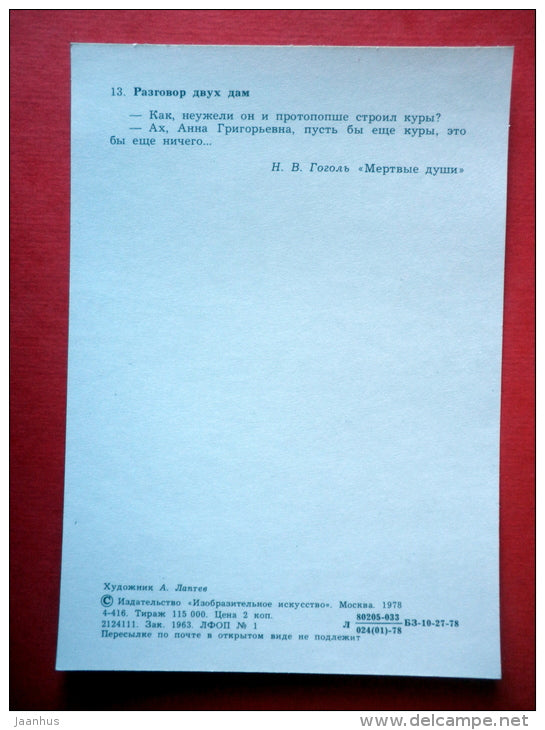 13. Разговор двух дам
— Как, неужели он и протопопше строил куры?
— Ах, Анна Григорьевна, пусть бы еще куры, это
бы еще ничего...
Н. В. Гоголь «Мертвые души»
Художник А. Лаптев
© Издательство «Изобразительное искусство». Москва. 1978
4-416. Тираж 115 000. Цена 2 коп.
2124111. Зак. 1963. ЛФОП № 1
Л 80205-033 БЗ-10-27-78
024(01)-78
Пересылке по почте в открытом виде не подлежит
jaanhus
www.delcampe.net